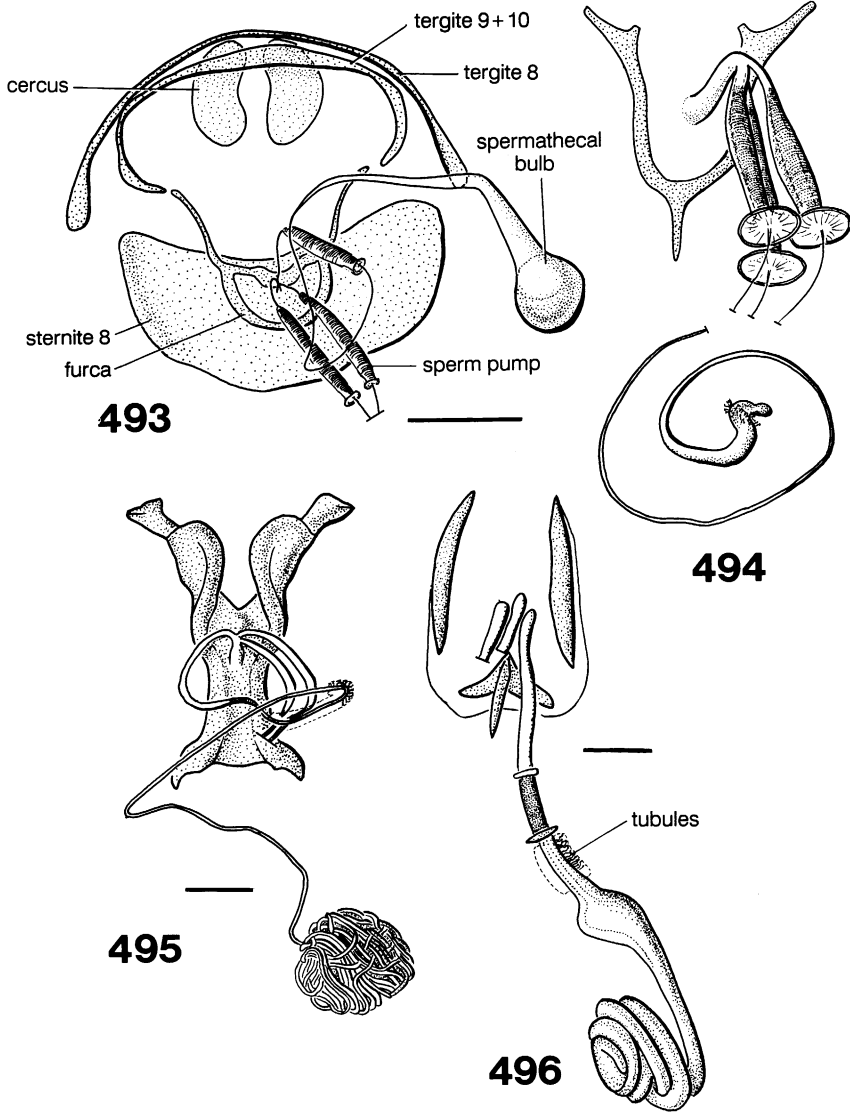 tergite 9 + 10
tergite 8
cercus
spermathecal
bulb
sternite 8
furca
sperm pump
493
494
495
tubules
496